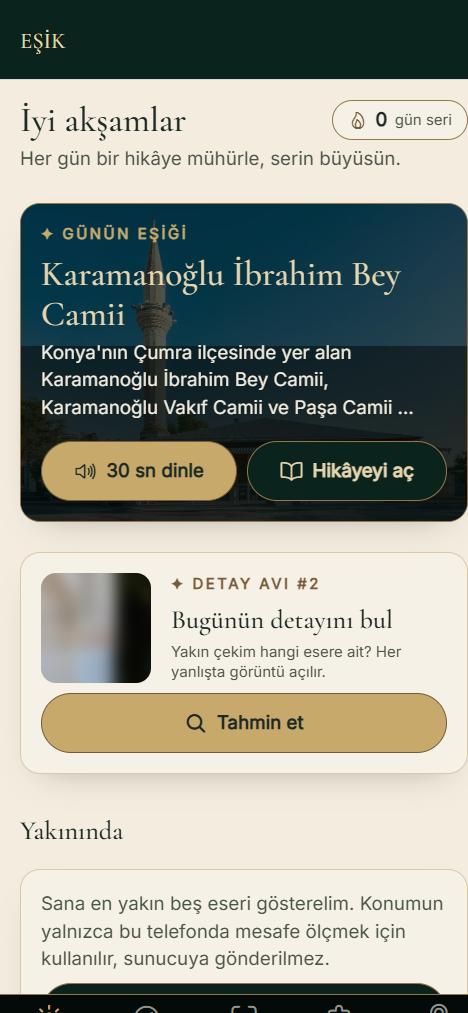 EŞİK
İyi akşamlar
0 gün seri
Her gün bir hikâye mühürle, serin büyüsün.
✦ GÜNÜN EŞİĞİ
Karamanoğlu İbrahim Bey
Camii
Konya'nın Çumra ilçesinde yer alan
Karamanoğlu İbrahim Bey Camii,
Karamanoğlu Vakıf Camii ve Paşa Camii ...
30 sn dinle
Hikâyeyi aç
✦ DETAY AVI #2
Bugünün detayını bul
Yakın çekim hangi esere ait? Her
yanlışta görüntü açılır.
Tahmin et
Yakınında
Sana en yakın beş eseri gösterelim. Konumun
yalnızca bu telefonda mesafe ölçmek için
kullanılır, sunucuya gönderilmez.